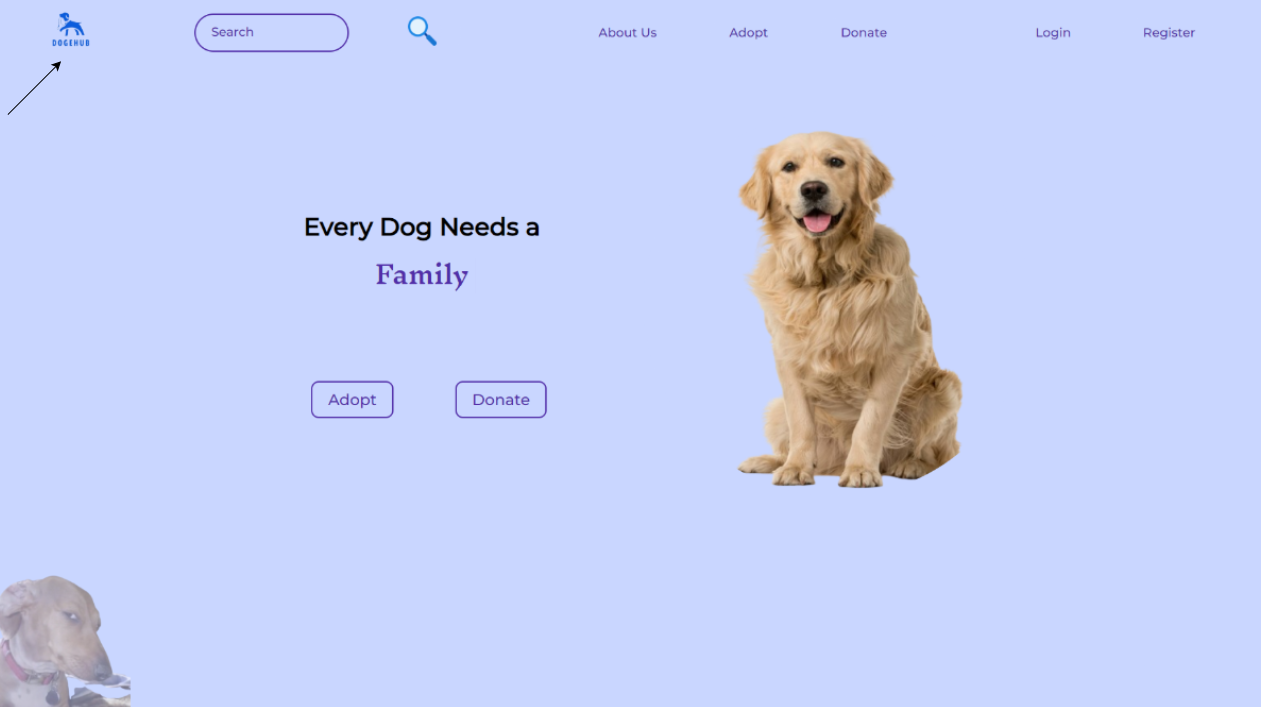 DOGEHUB
Search
About Us
Adopt
Donate
Login
Register
Every Dog Needs a
Family
Adopt
Donate